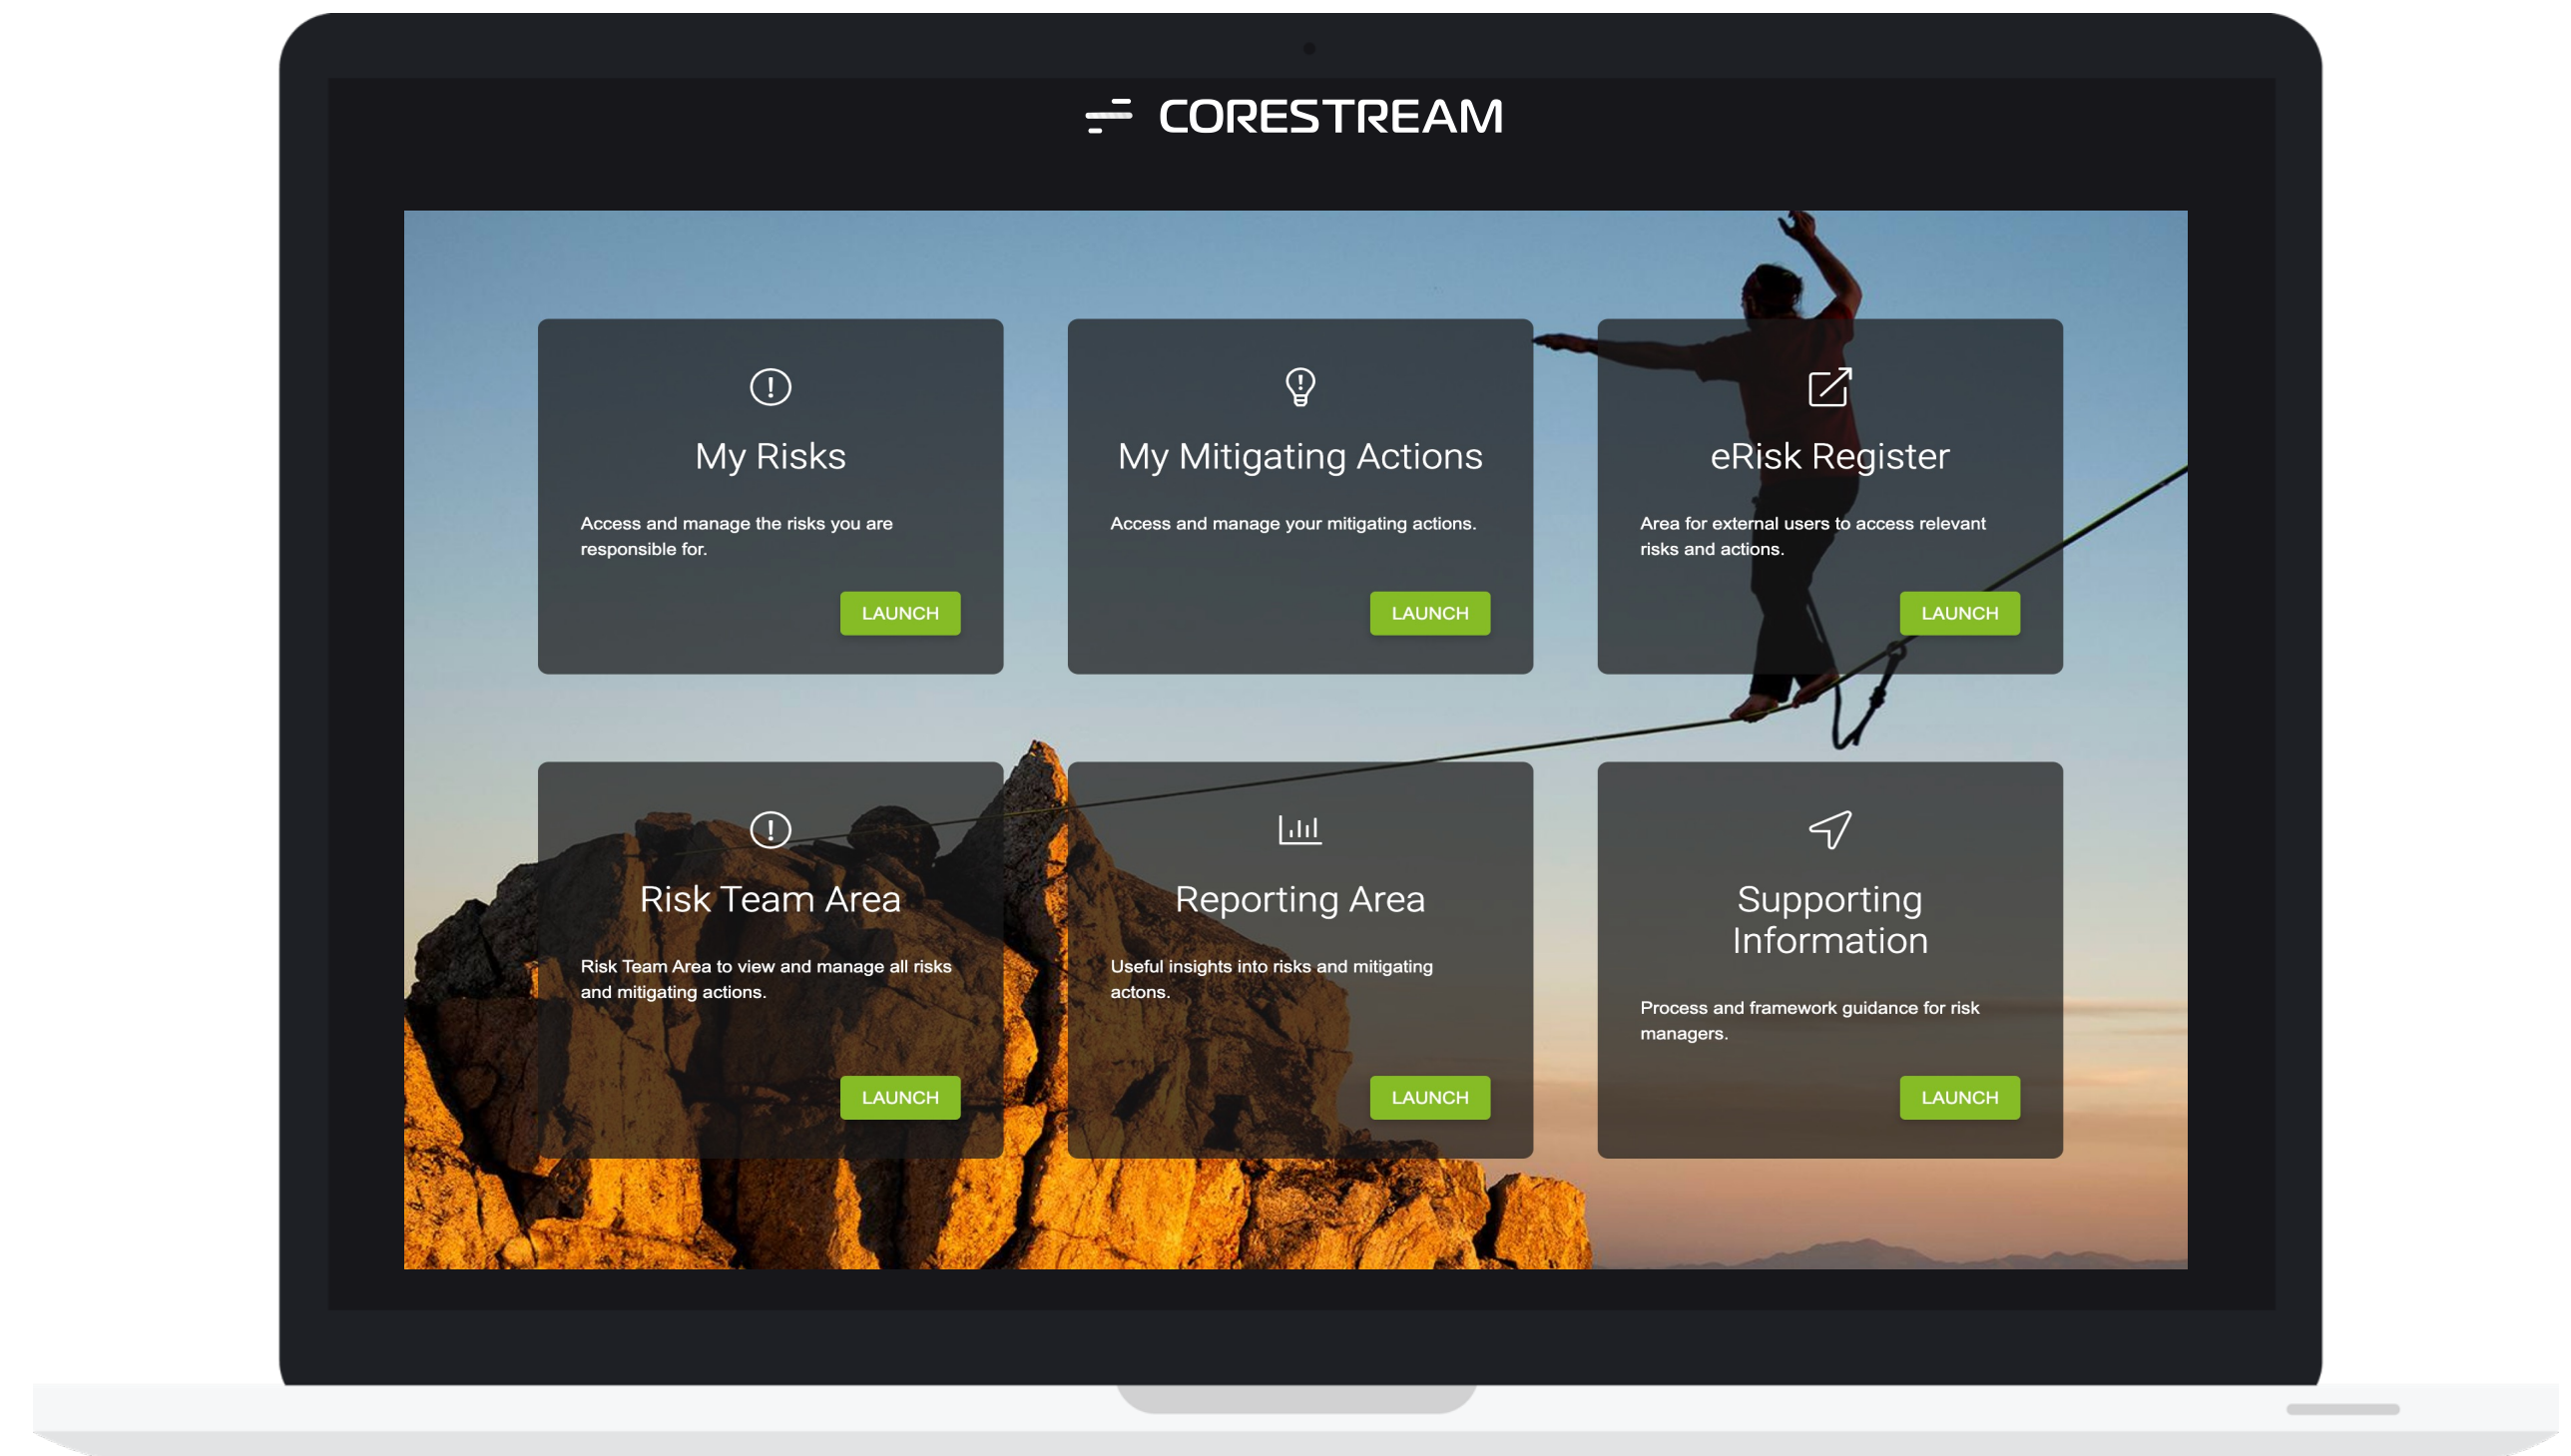 CORESTREAM
My Risks
Access and manage the risks you are
responsible for.
LAUNCH
My Mitigating Actions
Access and manage your mitigating actions.
LAUNCH
eRisk Register
Area for external users to access relevant
risks and actions.
LAUNCH
Risk Team Area
Risk Team Area to view and manage all risks
and mitigating actions.
LAUNCH
Reporting Area
Useful insights into risks and mitigating
actons.
LAUNCH
Supporting
Information
Process and framework guidance for risk
managers.
LAUNCH